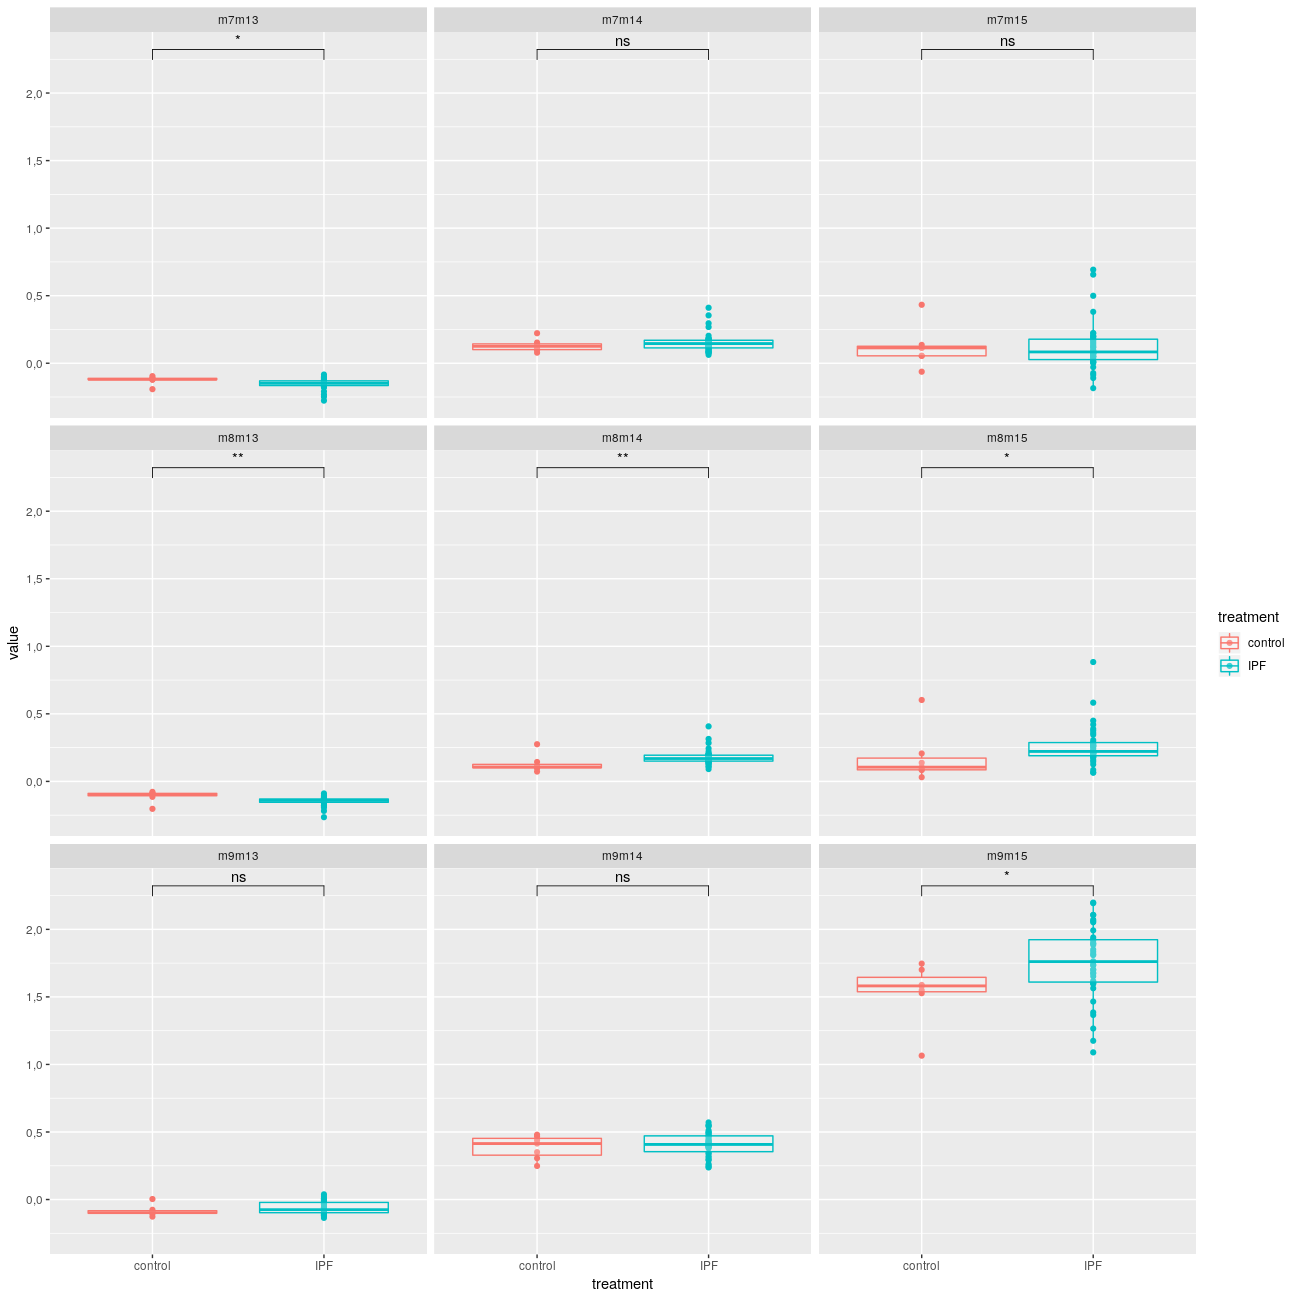 m7m13 m7m14 m7m15
* ns ns
2,0
1,5
1,0
0,5
0,0
m8m13 m8m14 m8m15
** ** *
2,0
1,5
1,0
0,5
0,0
value
m9m13 m9m14 m9m15
ns ns *
2,0
1,5
1,0
0,5
0,0
control IPF control IPF control IPF
treatment
treatment
control
IPF